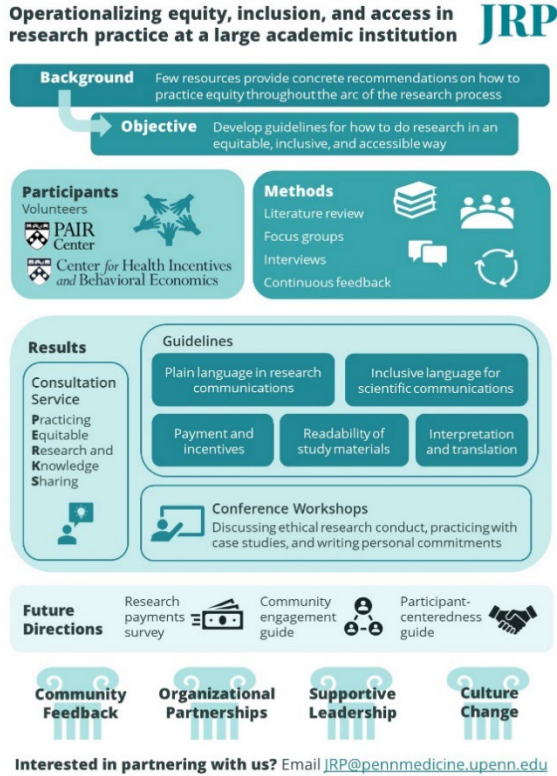 Operationalizing equity, inclusion, and access in
research practice at a large academic institution
JRP
Background
Few resources provide concrete recommendations on how to
practice equity throughout the arc of the research process
Objective
Develop guidelines for how to do research in an
equitable, inclusive, and accessible way
Participants
Volunteers
PAIR
Center
Center for Health Incentives
and Behavioral Economics
Methods
Literature review
Focus groups
Interviews
Continuous feedback
Results
Consultation
Service
Practicing
Equitable
Research and
Knowledge
Sharing
Guidelines
Plain language in research
communications
Inclusive language for
scientific communications
Payment and
incentives
Readability of
study materials
Interpretation
and translation
Conference Workshops
Discussing ethical research conduct, practicing with
case studies, and writing personal commitments
Future
Directions
Research
payments
survey
Community
engagement
guide
Participant-
centeredness
guide
Community
Feedback
Organizational
Partnerships
Supportive
Leadership
Culture
Change
Interested in partnering with us? Email JRP@pennmedicine.upenn.edu